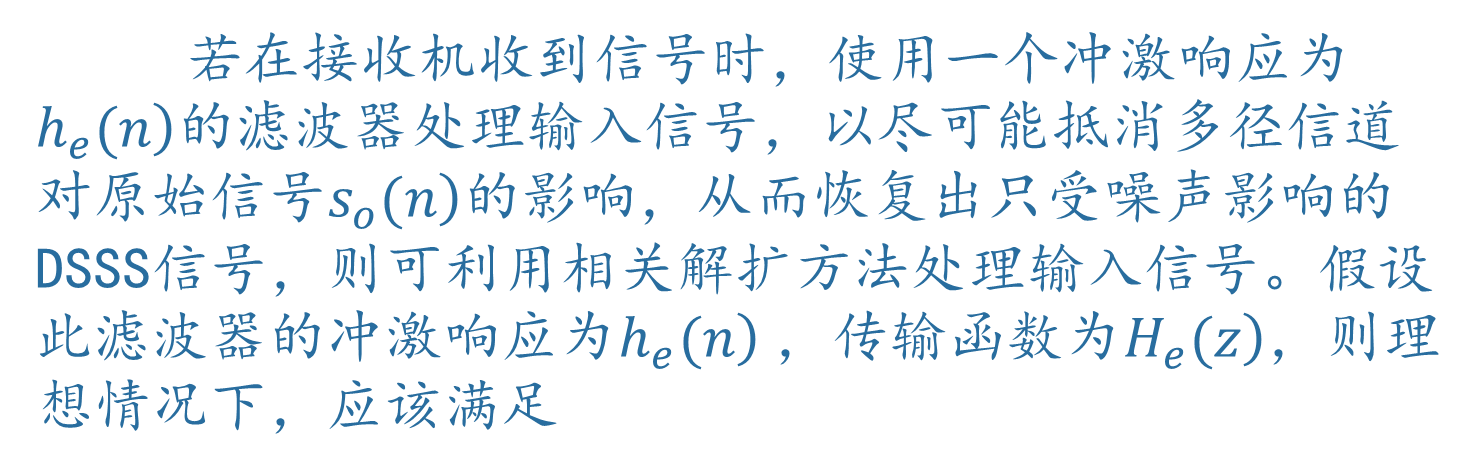 若在接收机收到信号时，使用一个冲激响应为
hₑ(n)的滤波器处理输入信号，以尽可能抵消多径信道
对原始信号sₒ(n)的影响，从而恢复出只受噪声影响的
DSSS信号，则可利用相关解扩方法处理输入信号。假设
此滤波器的冲激响应为hₑ(n)，传输函数为Hₑ(z)，则理
想情况下，应该满足